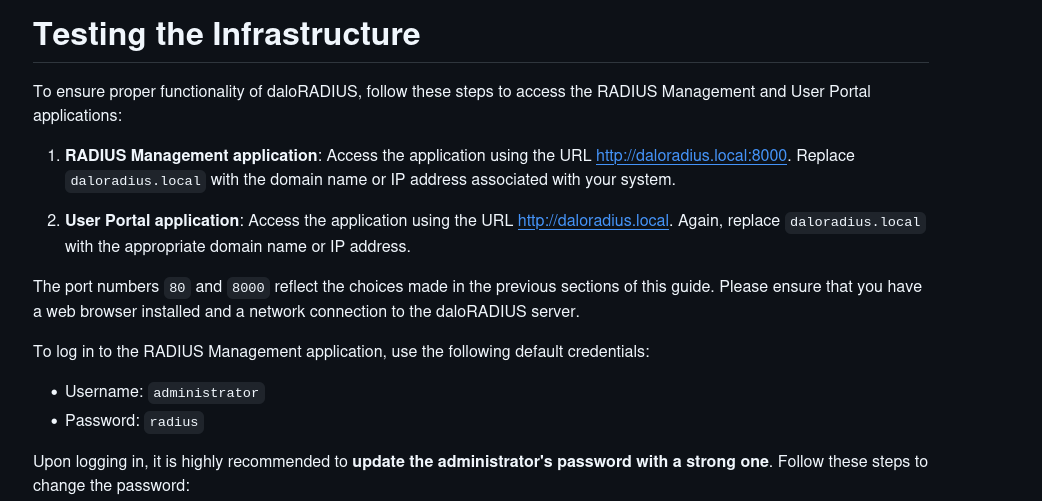 Testing the Infrastructure
To ensure proper functionality of daloRADIUS, follow these steps to access the RADIUS Management and User Portal
applications:
1. RADIUS Management application: Access the application using the URL http://daloradius.local:8000. Replace
daloradius.local with the domain name or IP address associated with your system.
2. User Portal application: Access the application using the URL http://daloradius.local. Again, replace daloradius.local
with the appropriate domain name or IP address.
The port numbers 80 and 8000 reflect the choices made in the previous sections of this guide. Please ensure that you have
a web browser installed and a network connection to the daloRADIUS server.
To log in to the RADIUS Management application, use the following default credentials:
• Username: administrator
• Password: radius
Upon logging in, it is highly recommended to update the administrator's password with a strong one. Follow these steps to
change the password: